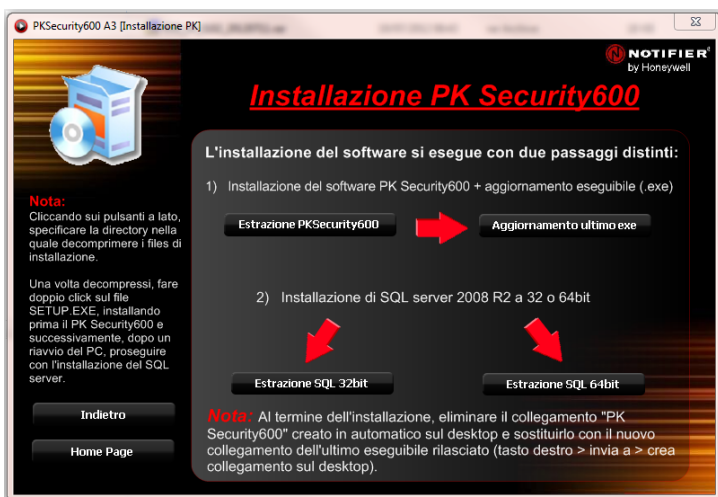 PKSecurity600 A3 [Installazione PK]
NOTIFIER®
by Honeywell
Installazione PK Security600
L'installazione del software si esegue con due passaggi distinti:
1) Installazione del software PK Security600 + aggiornamento eseguibile (.exe)
Estrazione PKSecurity600
Aggiornamento ultimo exe
2) Installazione di SQL server 2008 R2 a 32 o 64bit
Estrazione SQL 32bit
Estrazione SQL 64bit
Nota: Al termine dell'installazione, eliminare il collegamento "PK
Security600" creato in automatico sul desktop e sostituirlo con il nuovo
collegamento dell'ultimo eseguibile rilasciato (tasto destro > invia a > crea
collegamento sul desktop).
Nota:
Cliccando sui pulsanti a lato,
specificare la directory nella
quale decomprimere i files di
installazione.
Una volta decompressi, fare
doppio click sul file
SETUP.EXE, installando
prima il PK Security600 e
successivamente, dopo un
riavvio del PC, proseguire
con l'installazione del SQL
server.
Indietro
Home Page